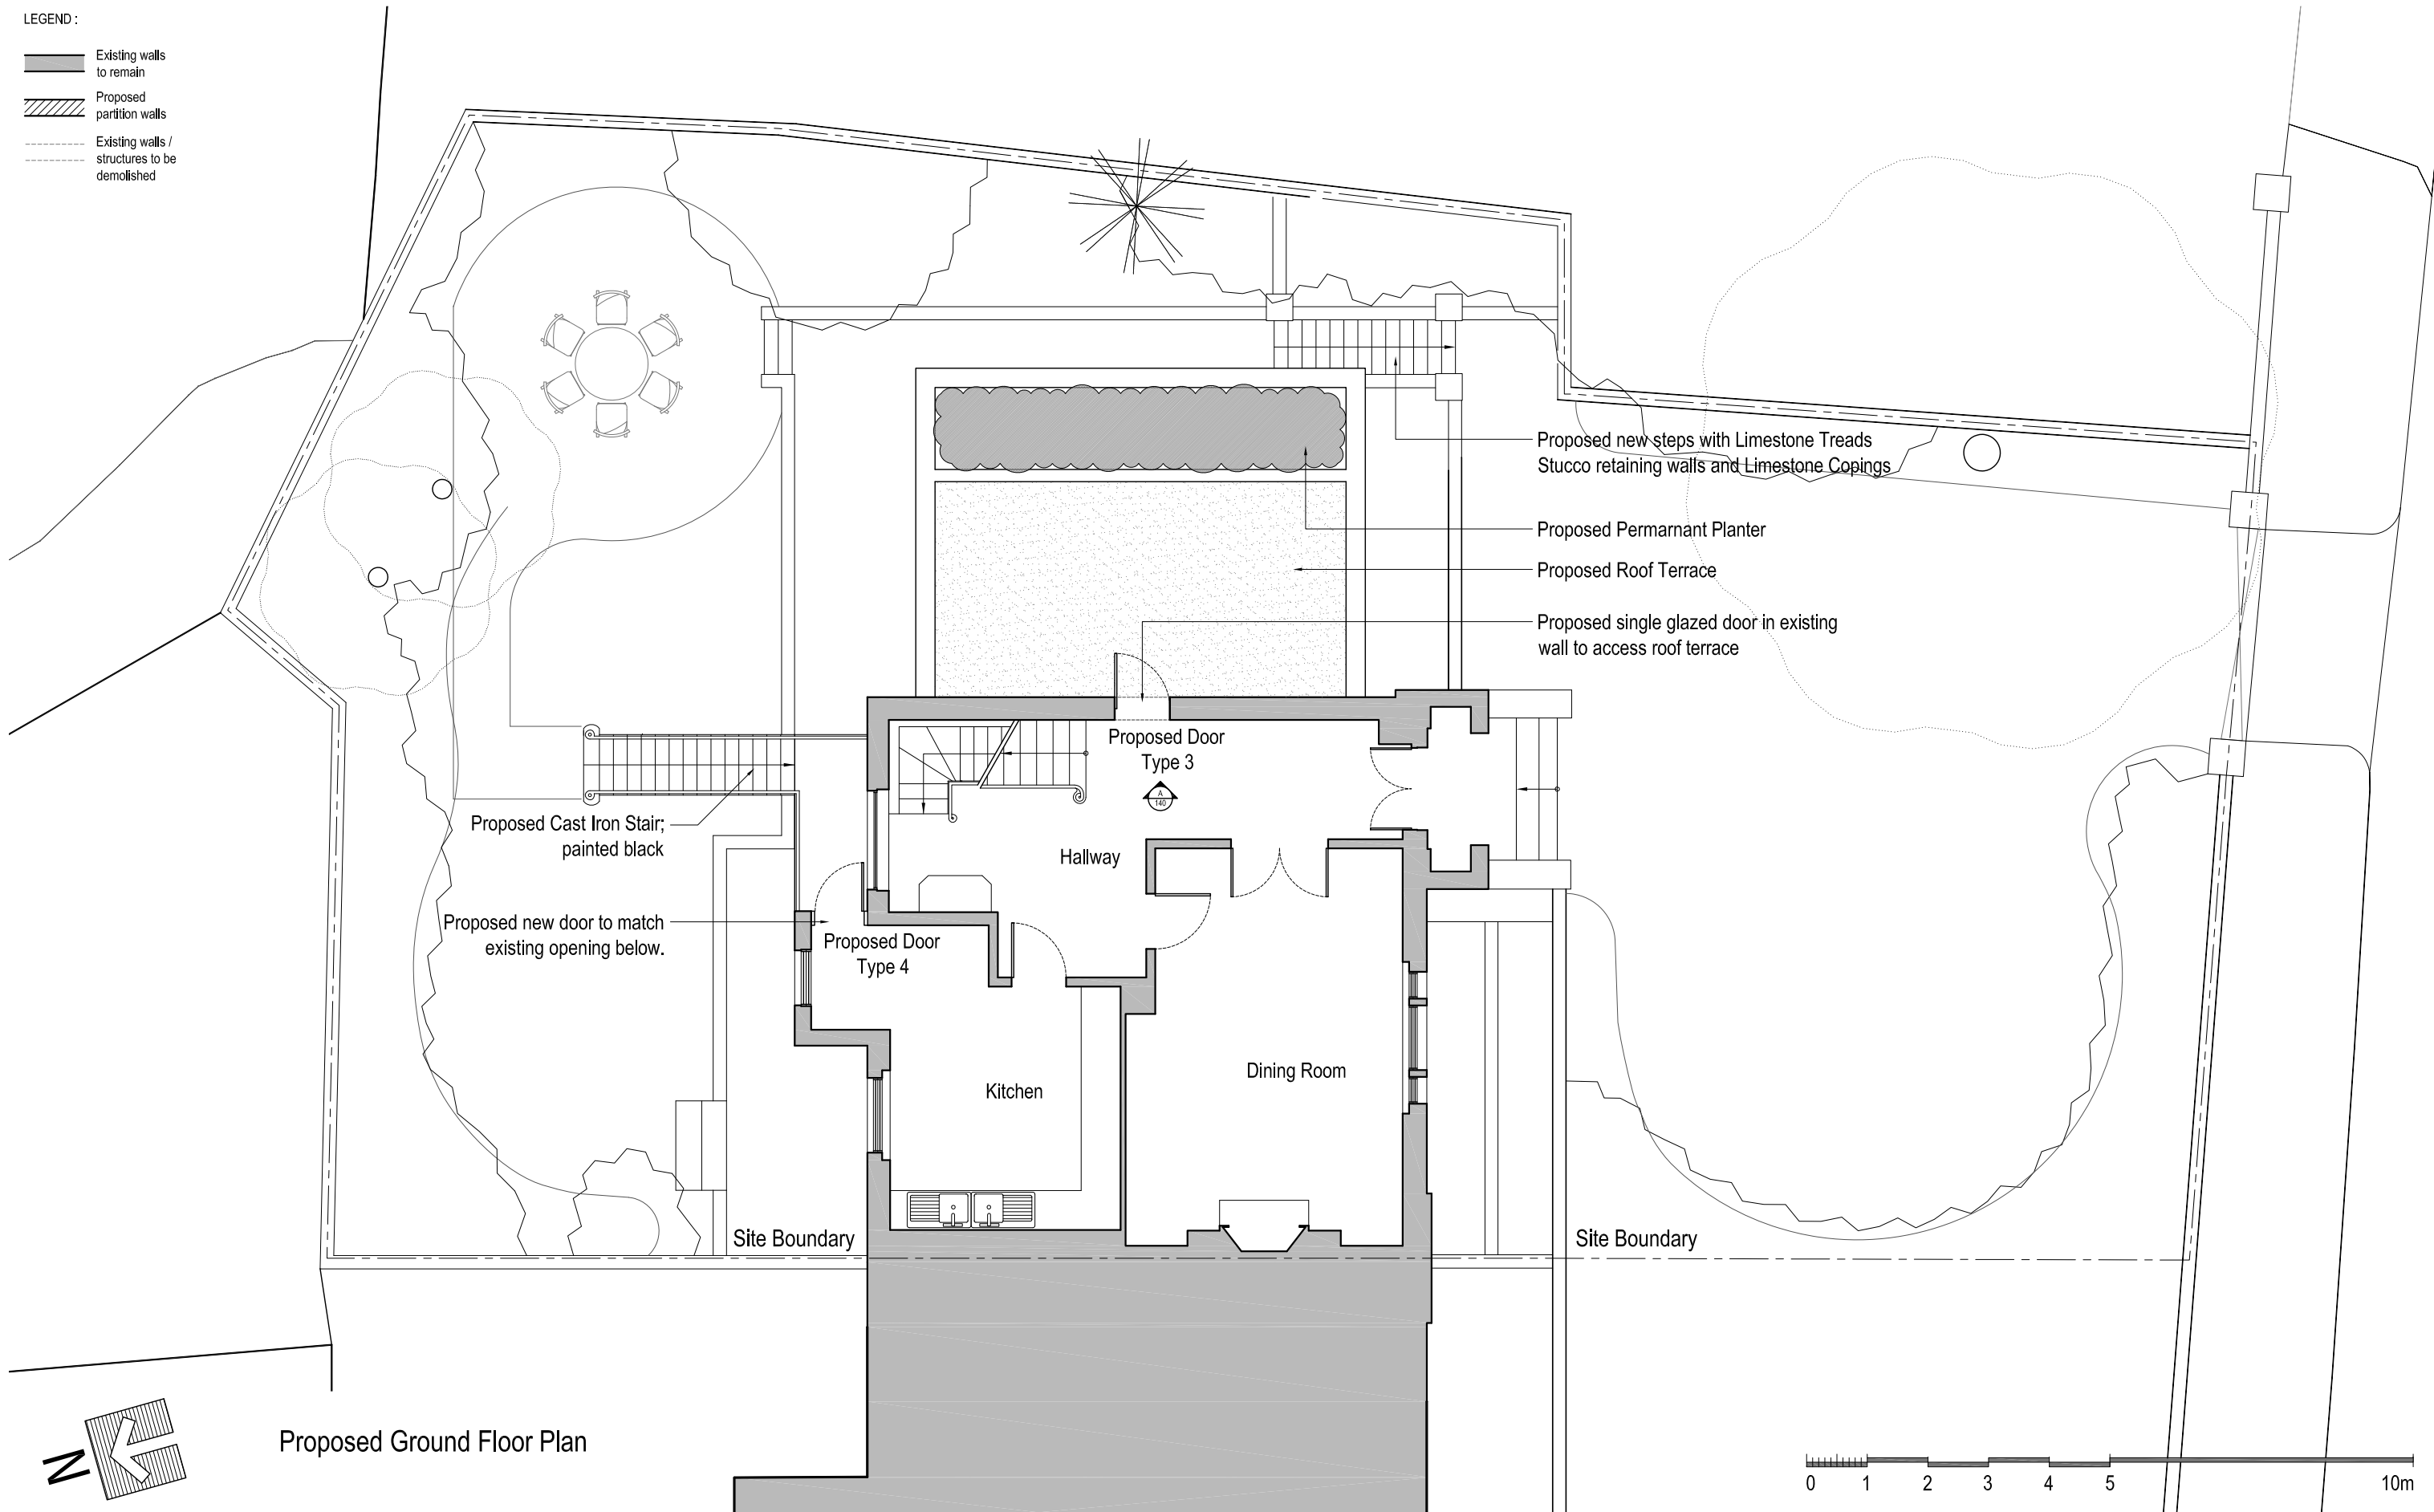 LEGEND :
Existing walls
to remain
Proposed
partition walls
Existing walls /
structures to be
demolished
Proposed new steps with Limestone Treads
Stucco retaining walls and Limestone Copings
Proposed Permarnant Planter
Proposed Roof Terrace
Proposed single glazed door in existing
wall to access roof terrace
Proposed Door
Type 3
A
140
Proposed Cast Iron Stair;
painted black
Hallway
Proposed new door to match
existing opening below.
Proposed Door
Type 4
Kitchen
Dining Room
Site Boundary
Site Boundary
N
Proposed Ground Floor Plan
0 1 2 3 4 5 10m